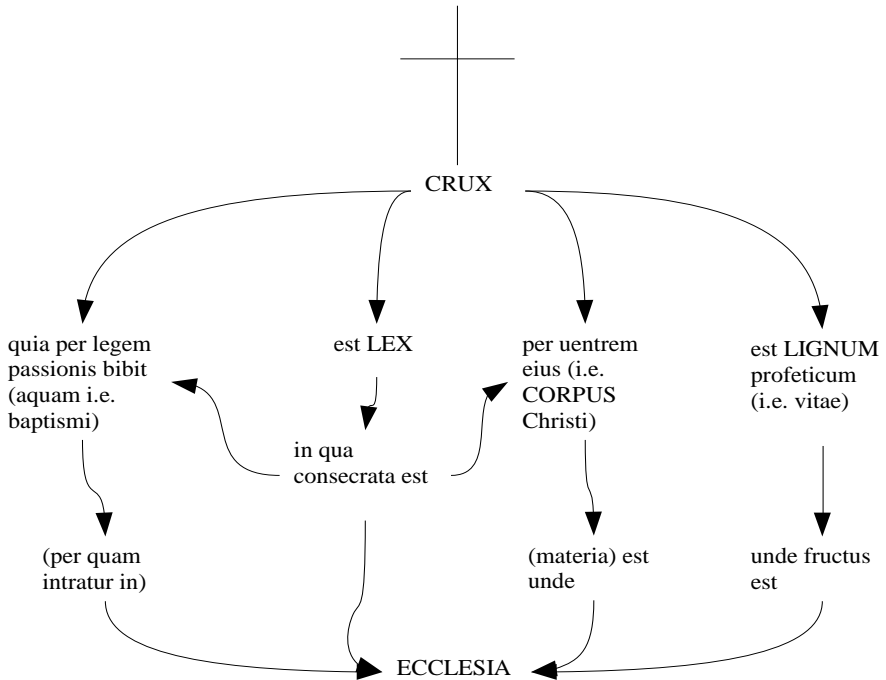 CRUX
quia per legem
passionis bibit
(aquam i.e.
baptismi)
est LEX
per uentrem
eius (i.e.
CORPUS
Christi)
est LIGNUM
profeticum
(i.e. vitae)
in qua
consecrata est
(per quam
intratur in)
(materia) est
unde
unde fructus
est
ECCLESIA